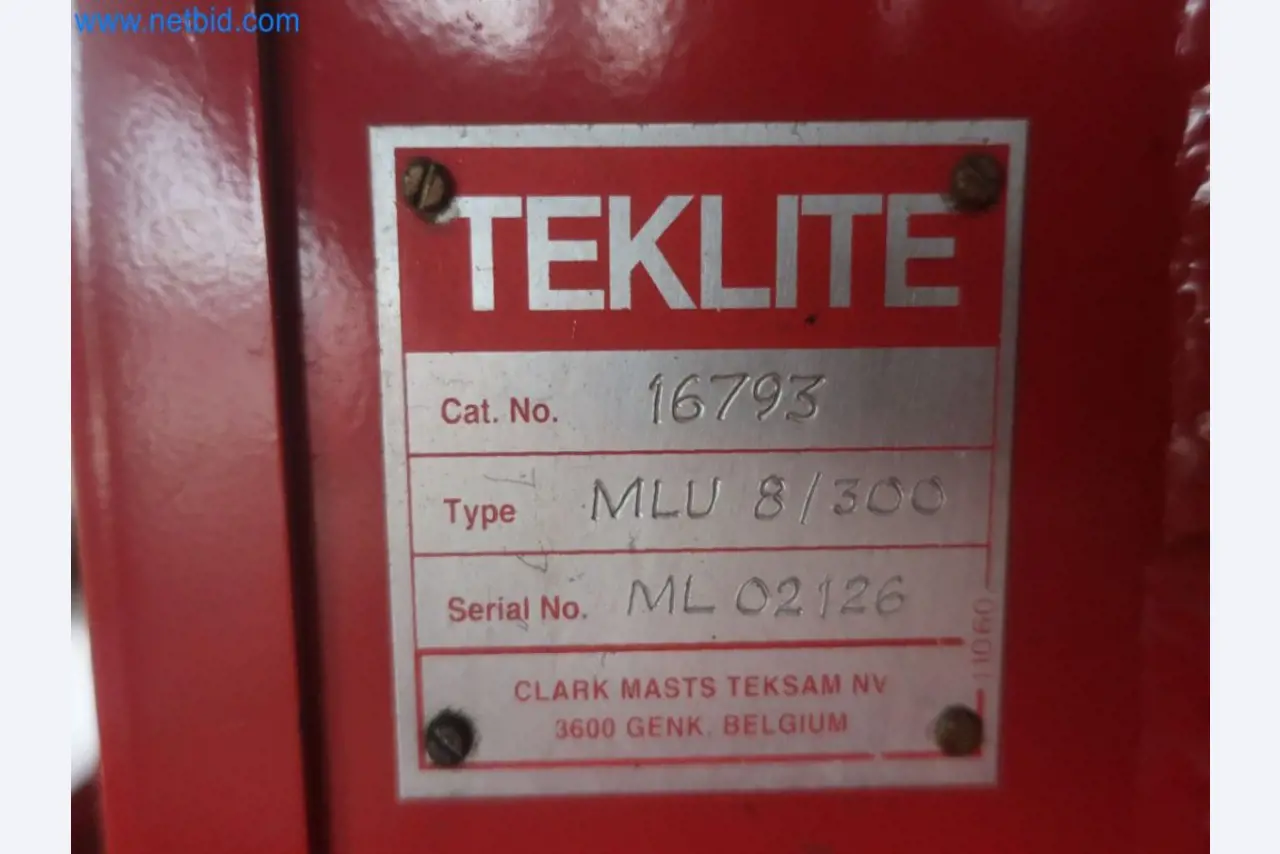 www.netbid.com
TEKLITE
Cat. No. 16793
Type MLU 8/300
Serial No. ML 02126
11060
CLARK MASTS TEKSAM NV
3600 GENK. BELGIUM